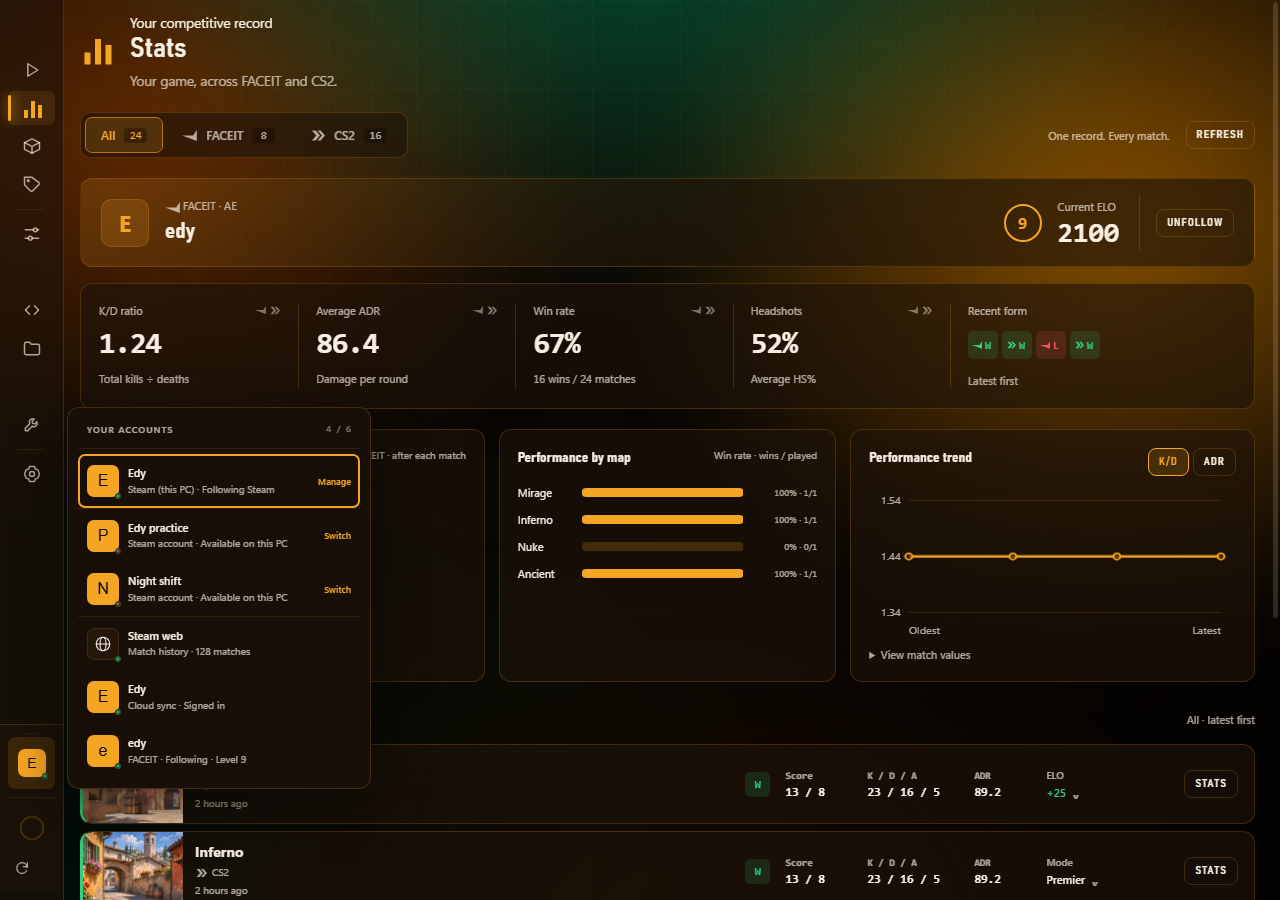 Your competitive record
Stats
Your game, across FACEIT and CS2.
All 24 FACEIT 8 CS2 16
One record. Every match. REFRESH
E
FACEIT · AE
edy
9
Current ELO
2100
UNFOLLOW
K/D ratio
1.24
Total kills ÷ deaths
Average ADR
86.4
Damage per round
Win rate
67%
16 wins / 24 matches
Headshots
52%
Average HS%
Recent form
W W L W
Latest first
YOUR ACCOUNTS 4 / 6
E
Edy
Steam (this PC) · Following Steam
Manage
P
Edy practice
Steam account · Available on this PC
Switch
N
Night shift
Steam account · Available on this PC
Switch
Steam web
Match history · 128 matches
E
Edy
Cloud sync · Signed in
e
edy
FACEIT · Following · Level 9
E
EIT · after each match
Performance by map Win rate · wins / played
Mirage 100% · 1/1
Inferno 100% · 1/1
Nuke 0% · 0/1
Ancient 100% · 1/1
Performance trend K/D ADR
1.54
1.44
1.34
Oldest Latest
View match values
All · latest first
2 hours ago
W
Score
13 / 8
K / D / A
23 / 16 / 5
ADR
89.2
ELO
+25
STATS
Inferno
CS2
2 hours ago
W
Score
13 / 8
K / D / A
23 / 16 / 5
ADR
89.2
Mode
Premier
STATS